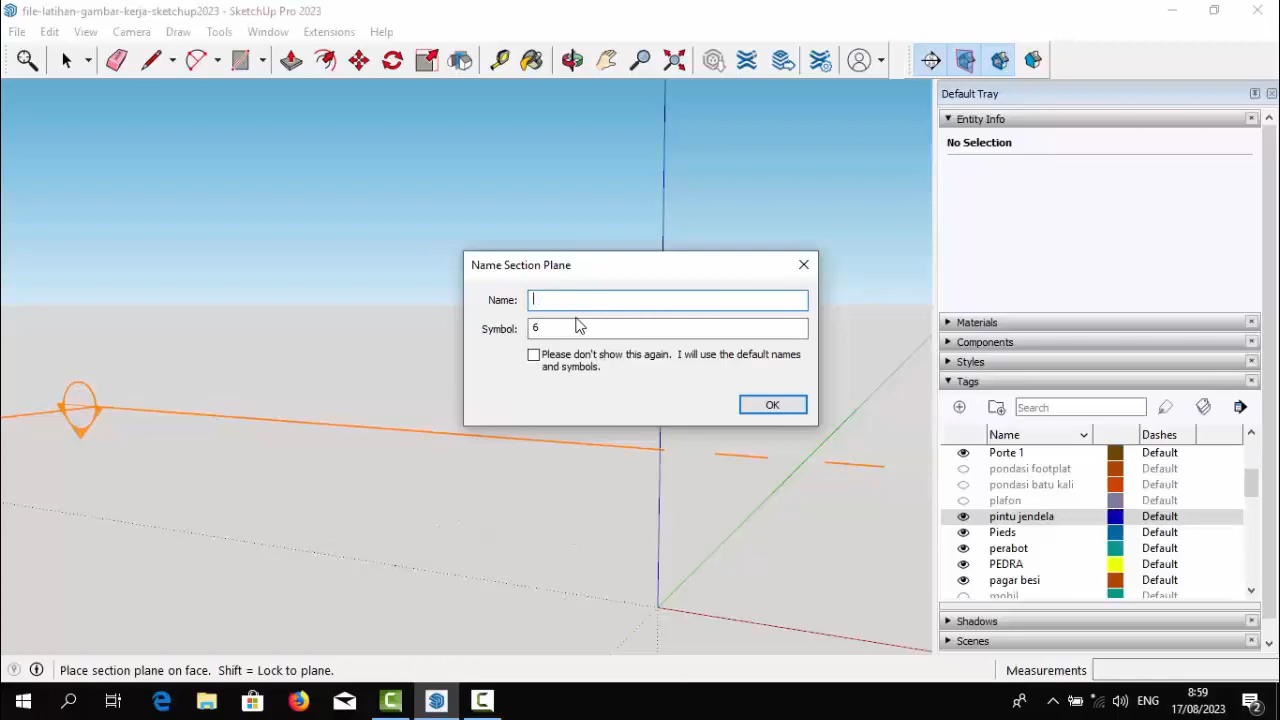 file-latihan-gambar-kerja-sketchup2023 - SketchUp Pro 2023
File Edit View Camera Draw Tools Window Extensions Help
Default Tray
Entity Info
No Selection
Name Section Plane
Name:
Symbol: 6
Please don't show this again. I will use the default names
and symbols.
OK
Materials
Components
Styles
Tags
Search
Name Dashes
Porte 1 Default
pondasi footplat Default
pondasi batu kali Default
plafon Default
pintu jendela Default
Pieds Default
perabot Default
PEDRA Default
pagar besi Default
mobil Default
Shadows
Scenes
Place section plane on face. Shift = Lock to plane.
Measurements
ENG
8:59
17/08/2023
2